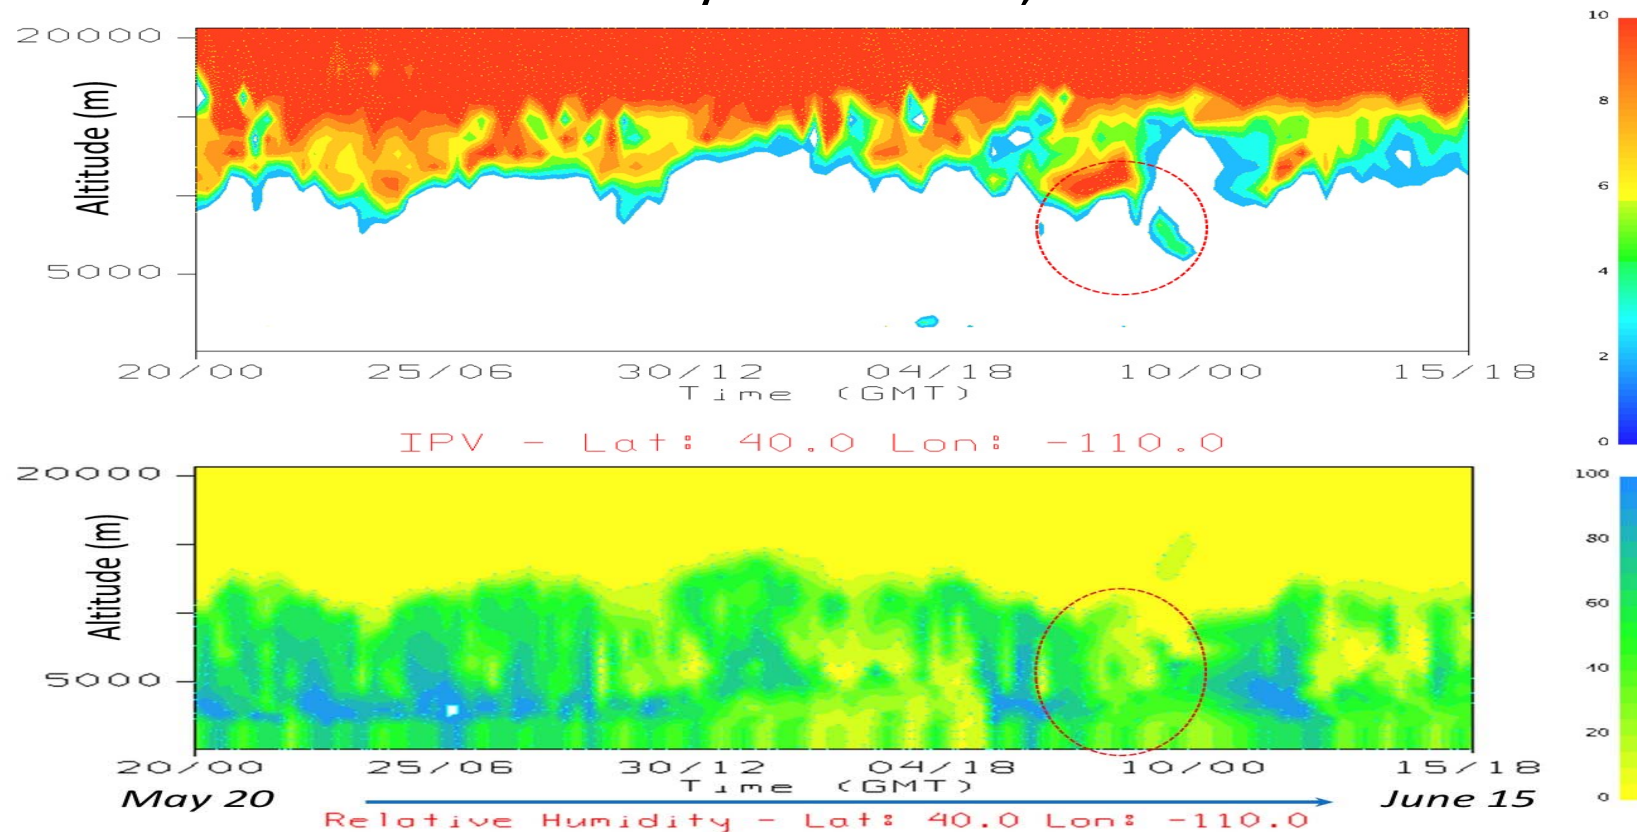 20000
Altitude (m)
5000
20/00 25/06 30/12 04/18 10/00 15/18
Time (GMT)
10
8
6
4
2
0
IPV - Lat: 40.0 Lon: -110.0
20000
Altitude (m)
5000
20/00 25/06 30/12 04/18 10/00 15/18
Time (GMT)
May 20 June 15
Relative Humidity - Lat: 40.0 Lon: -110.0
100
80
60
40
20
0